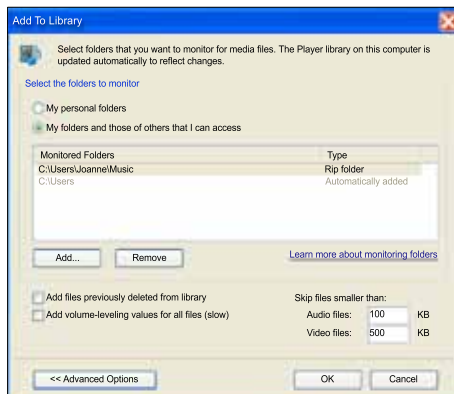 Add To Library
Select folders that you want to monitor for media files. The Player library on this computer is
updated automatically to reflect changes.
Select the folders to monitor
My personal folders
My folders and those of others that I can access
Monitored Folders Type
C:\Users\Joanne\Music Rip folder
C:\Users Automatically added
Add... Remove Learn more about monitoring folders
Add files previously deleted from library
Add volume-leveling values for all files (slow)
Skip files smaller than:
Audio files: 100 KB
Video files: 500 KB
<< Advanced Options OK Cancel